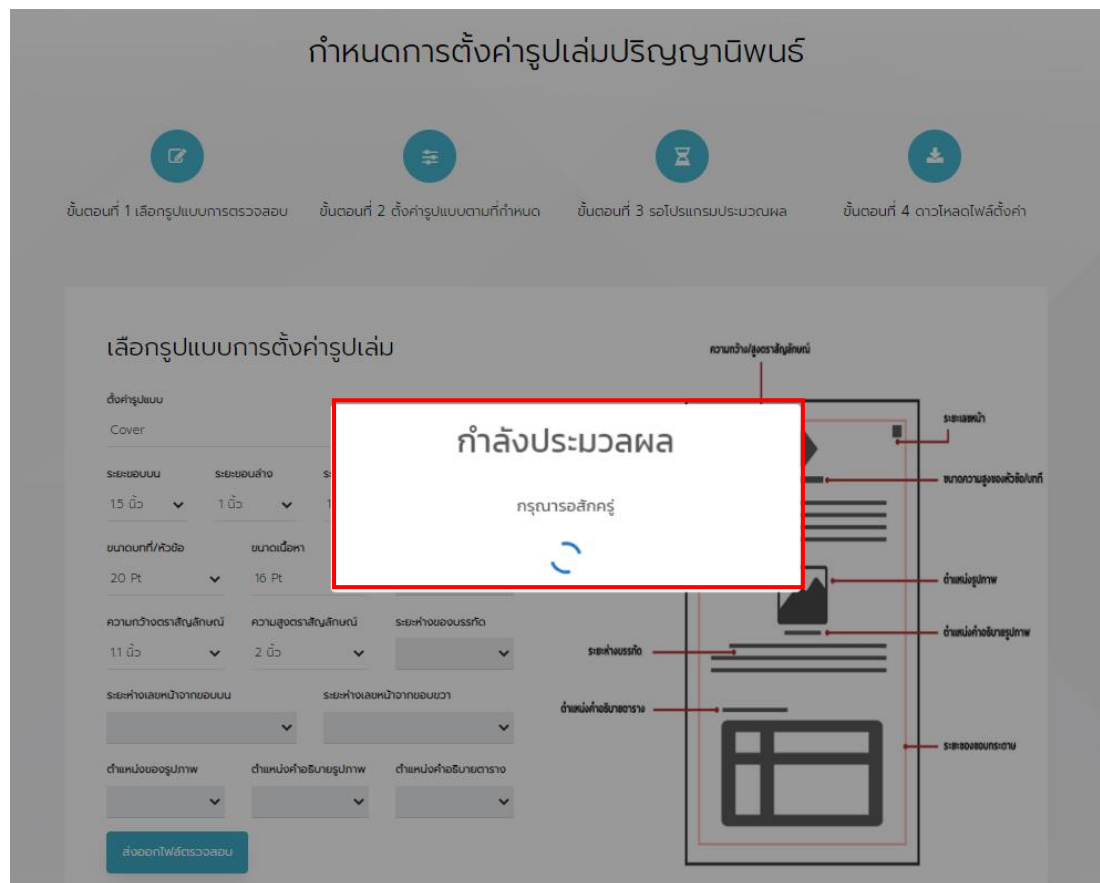 กำหนดการตั้งค่ารูปเล่มปริญญานิพนธ์
ขั้นตอนที่ 1 เลือกรูปแบบการตรวจสอบ
ขั้นตอนที่ 2 ตั้งค่ารูปแบบตามที่กำหนด
ขั้นตอนที่ 3 รอโปรแกรมประมวณผล
ขั้นตอนที่ 4 ดาวโหลดไฟล์ตั้งค่า
เลือกรูปแบบการตั้งค่ารูปเล่ม
ตั้งค่ารูปแบบ
Cover
ระยะขอบบน ระยะขอบล่าง
1.5 นิ้ว 1 นิ้ว
ขนาดบทที่/หัวข้อ ขนาดเนื้อหา
20 Pt 16 Pt
ความกว้างตราสัญลักษณ์ ความสูงตราสัญลักษณ์ ระยะห่างของบรรทัด
1.1 นิ้ว 2 นิ้ว
ระยะห่างเลขหน้าจากขอบบน ระยะห่างเลขหน้าจากขอบขวา
ตำแหน่งของรูปภาพ ตำแหน่งคำอธิบายรูปภาพ ตำแหน่งคำอธิบายตาราง
ส่งออกไฟล์ตรวจสอบ
กำลังประมวลผล
กรุณารอสักครู่
ความกว้าง/สูงตราสัญลักษณ์
ระยะเลขหน้า
ขนาดความสูงของหัวข้อ/บทที่
ตำแหน่งรูปภาพ
ตำแหน่งคำอธิบายรูปภาพ
ระยะห่างบรรทัด
ตำแหน่งคำอธิบายตาราง
ระยะของขอบกระดาษ